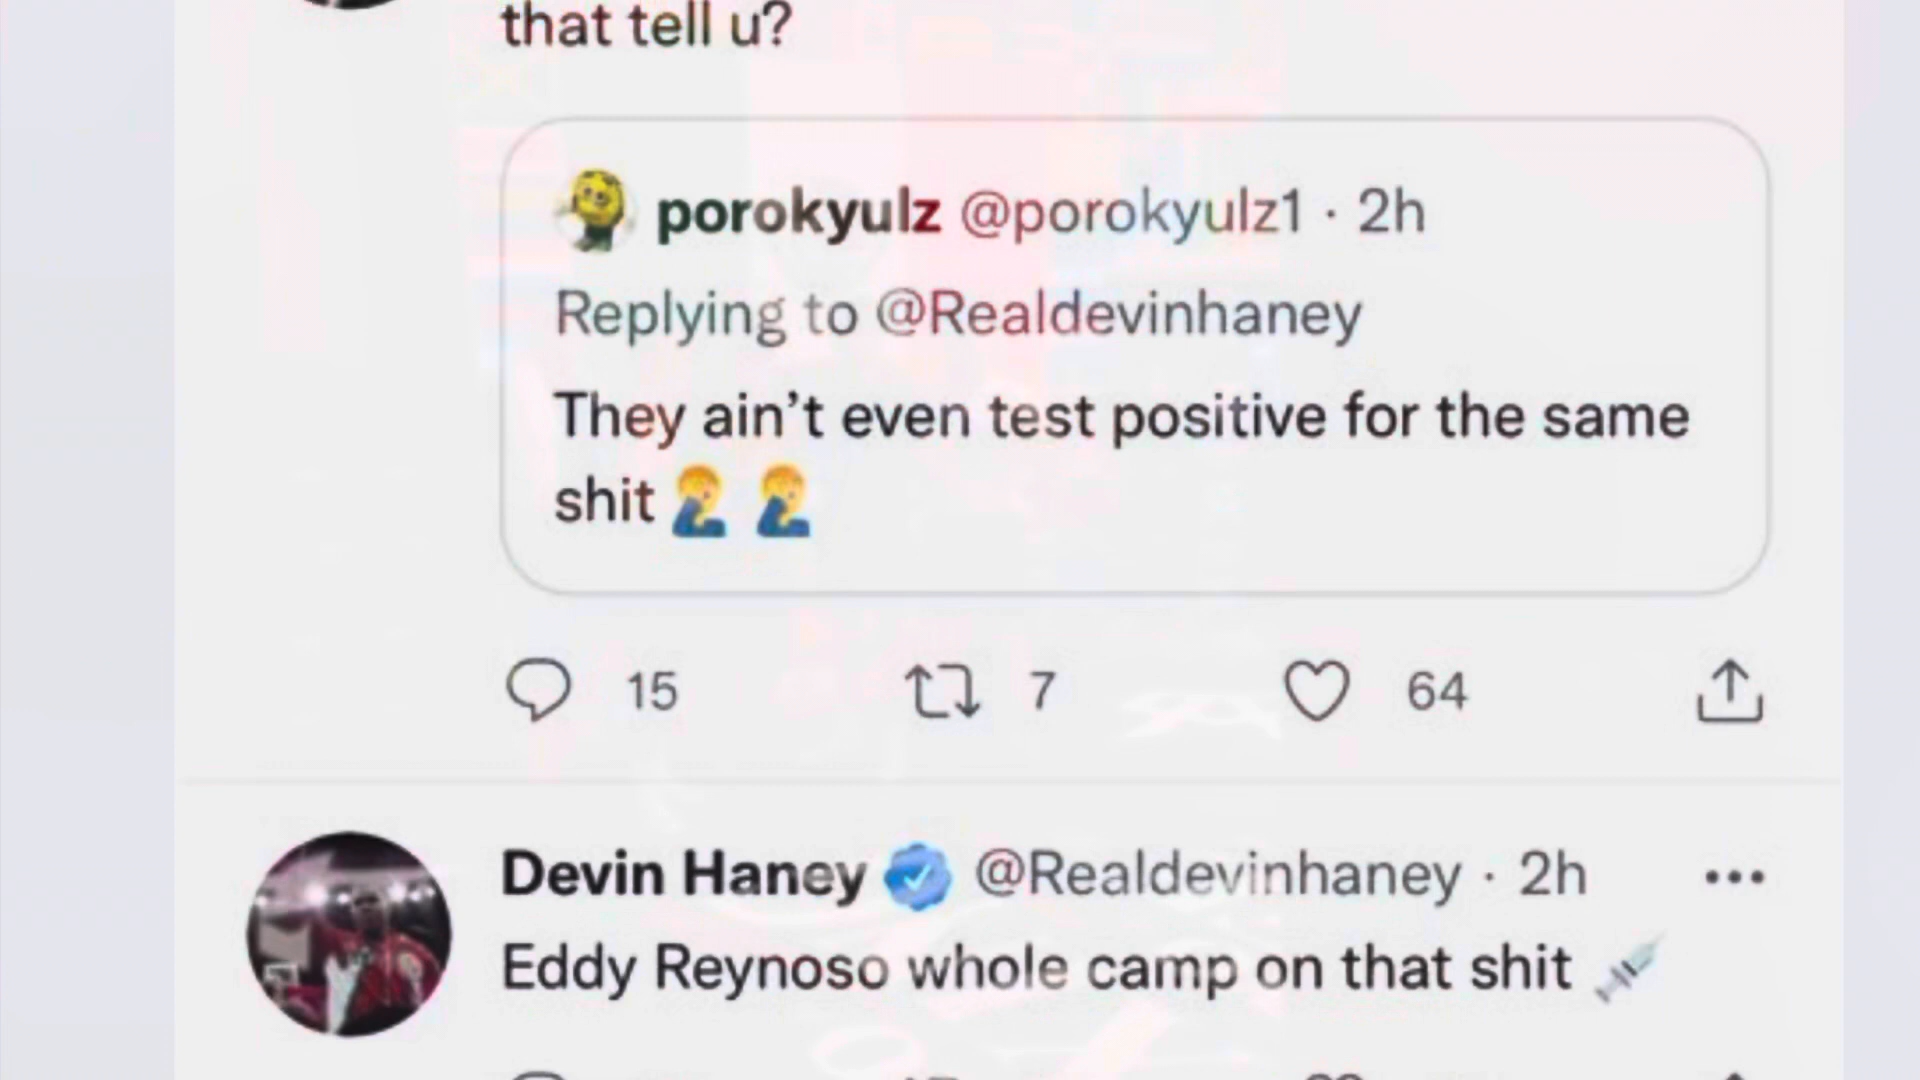 that tell u?
porokyulz @porokyulz1 · 2h
Replying to @Realdevinhaney
They ain't even test positive for the same
shit 🤦‍♂️ 🤦‍♂️
15 7 64
Devin Haney @Realdevinhaney · 2h
Eddy Reynoso whole camp on that shit 💉